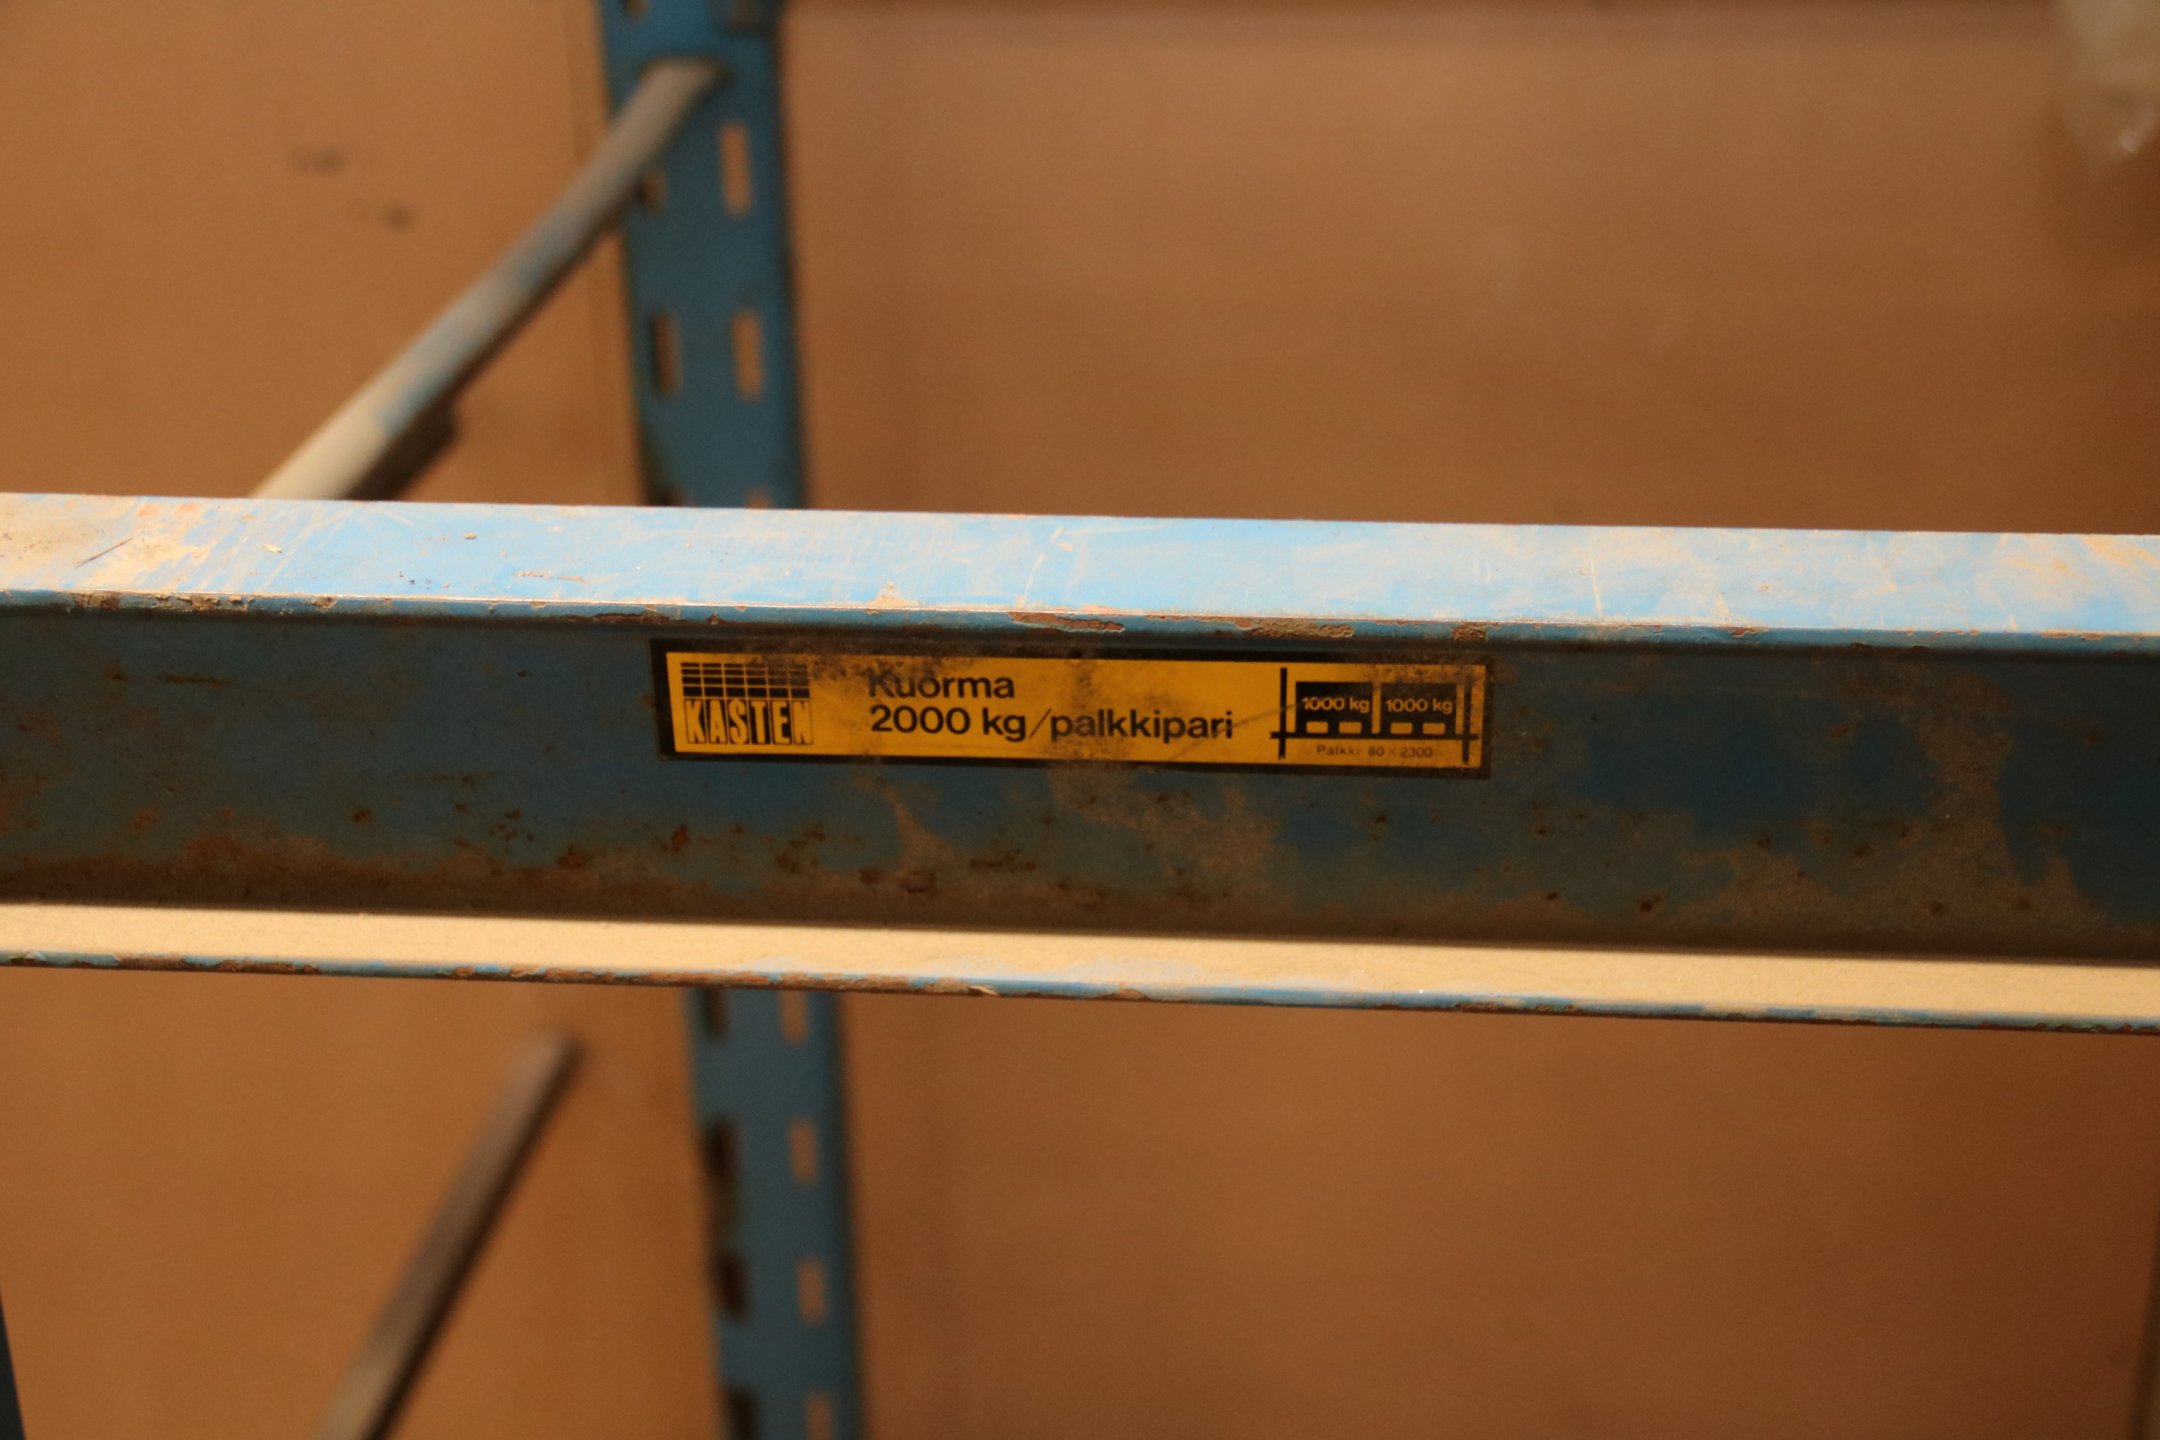 KASTEN
Kuorma
2000 kg/palkkipari
1000 kg 1000 kg
Palkki 80 × 2300